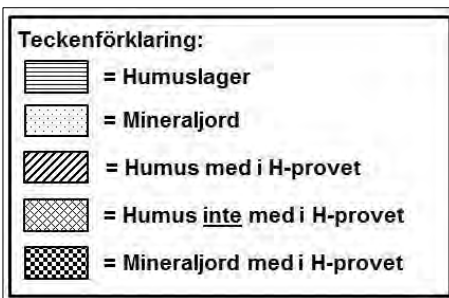 Teckenförklaring:
= Humuslager
= Mineraljord
= Humus med i H-provet
= Humus inte med i H-provet
= Mineraljord med i H-provet